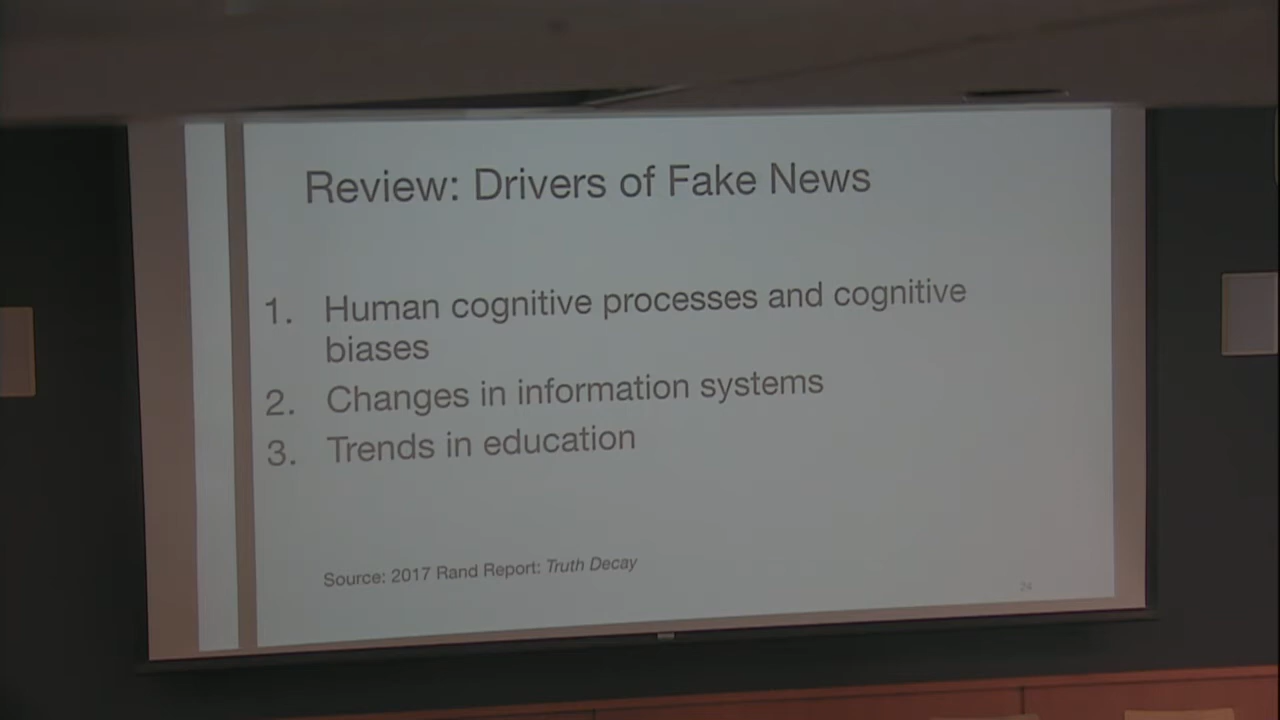 Review: Drivers of Fake News
1. Human cognitive processes and cognitive
biases
2. Changes in information systems
3. Trends in education
Source: 2017 Rand Report: Truth Decay
24